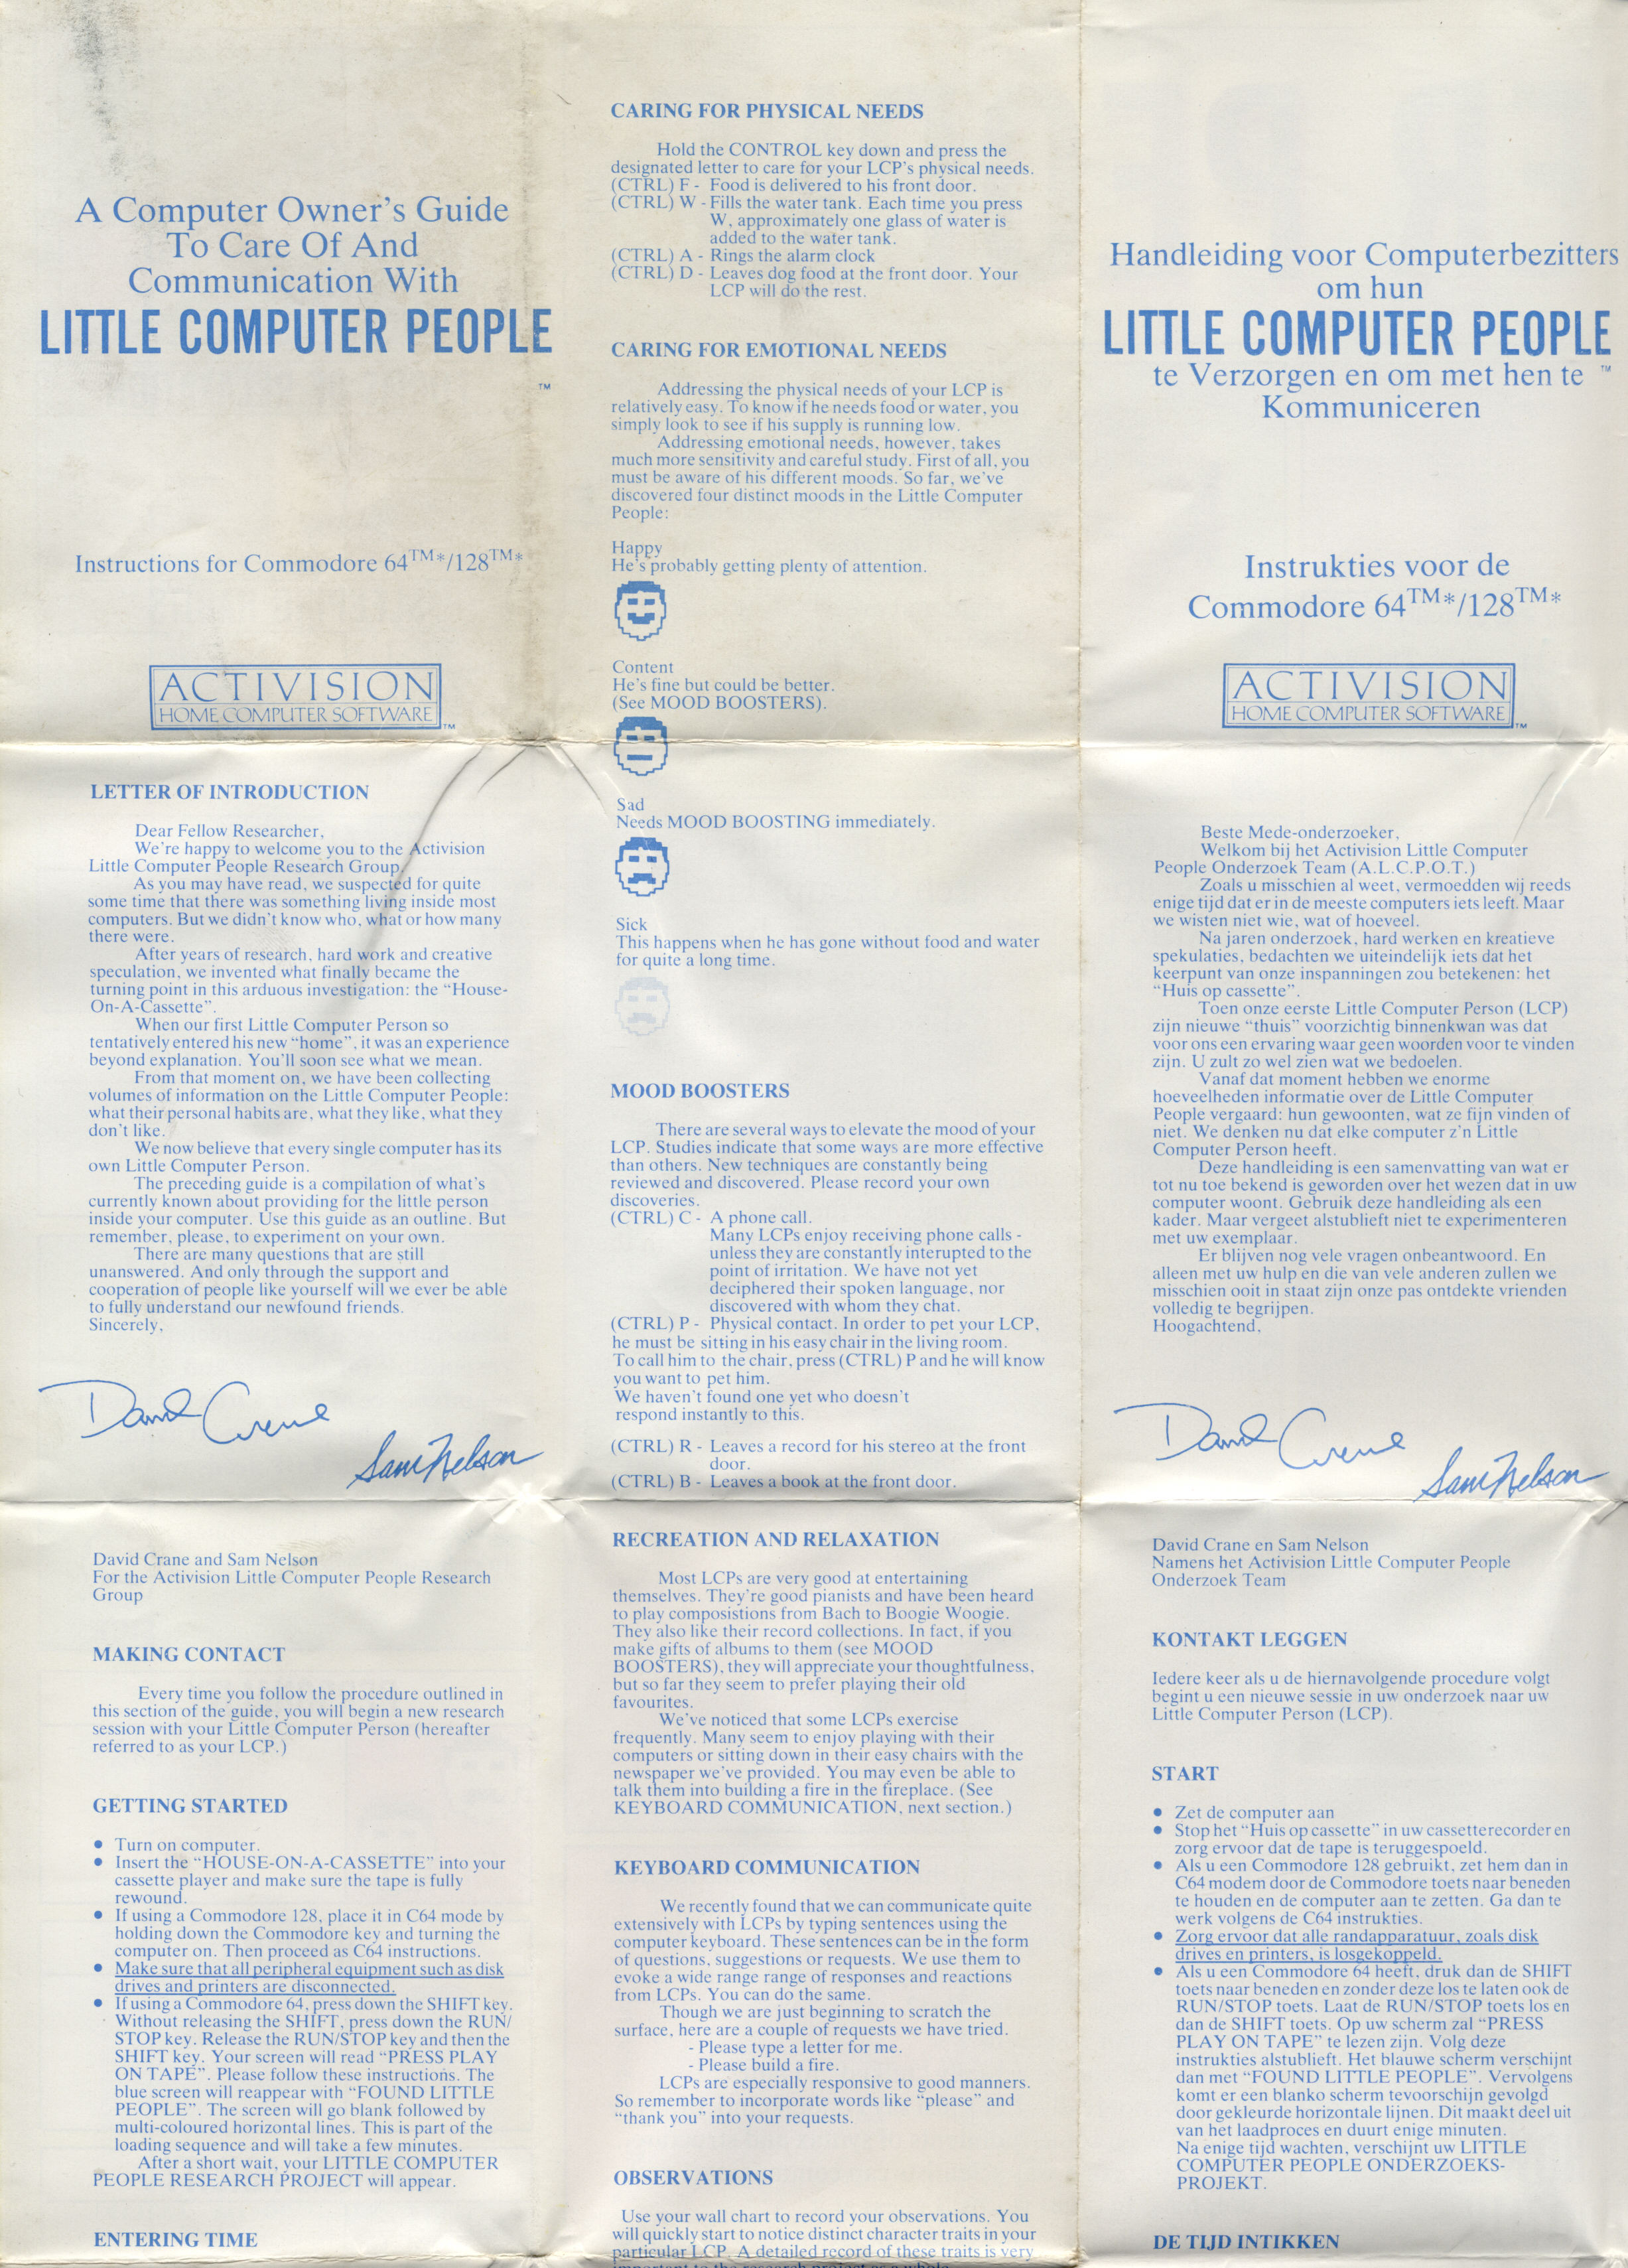 A Computer Owner's Guide
To Care Of And
Communication With
LITTLE COMPUTER PEOPLE
™
Instructions for Commodore 64™*/128™*
ACTIVISION
HOME COMPUTER SOFTWARE
™
LETTER OF INTRODUCTION
Dear Fellow Researcher,
We're happy to welcome you to the Activision
Little Computer People Research Group.
As you may have read, we suspected for quite
some time that there was something living inside most
computers. But we didn't know who, what or how many
there were.
After years of research, hard work and creative
speculation, we invented what finally became the
turning point in this arduous investigation: the “House-
On-A-Cassette”.
When our first Little Computer Person so
tentatively entered his new “home”, it was an experience
beyond explanation. You'll soon see what we mean.
From that moment on, we have been collecting
volumes of information on the Little Computer People:
what their personal habits are, what they like, what they
don't like.
We now believe that every single computer has its
own Little Computer Person.
The preceding guide is a compilation of what's
currently known about providing for the little person
inside your computer. Use this guide as an outline. But
remember, please, to experiment on your own.
There are many questions that are still
unanswered. And only through the support and
cooperation of people like yourself will we ever be able
to fully understand our newfound friends.
Sincerely,
David Crane
Sam Nelson
David Crane and Sam Nelson
For the Activision Little Computer People Research
Group
MAKING CONTACT
Every time you follow the procedure outlined in
this section of the guide, you will begin a new research
session with your Little Computer Person (hereafter
referred to as your LCP.)
GETTING STARTED
• Turn on computer.
• Insert the “HOUSE-ON-A-CASSETTE” into your
cassette player and make sure the tape is fully
rewound.
• If using a Commodore 128, place it in C64 mode by
holding down the Commodore key and turning the
computer on. Then proceed as C64 instructions.
• Make sure that all peripheral equipment such as disk
drives and printers are disconnected.
• If using a Commodore 64, press down the SHIFT key.
Without releasing the SHIFT, press down the RUN/
STOP key. Release the RUN/STOP key and then the
SHIFT key. Your screen will read “PRESS PLAY
ON TAPE”. Please follow these instructions. The
blue screen will reappear with “FOUND LITTLE
PEOPLE”. The screen will go blank followed by
multi-coloured horizontal lines. This is part of the
loading sequence and will take a few minutes.
After a short wait, your LITTLE COMPUTER
PEOPLE RESEARCH PROJECT will appear.
ENTERING TIME
CARING FOR PHYSICAL NEEDS
Hold the CONTROL key down and press the
designated letter to care for your LCP's physical needs.
(CTRL) F - Food is delivered to his front door.
(CTRL) W - Fills the water tank. Each time you press
W, approximately one glass of water is
added to the water tank.
(CTRL) A - Rings the alarm clock
(CTRL) D - Leaves dog food at the front door. Your
LCP will do the rest.
CARING FOR EMOTIONAL NEEDS
Addressing the physical needs of your LCP is
relatively easy. To know if he needs food or water, you
simply look to see if his supply is running low.
Addressing emotional needs, however, takes
much more sensitivity and careful study. First of all, you
must be aware of his different moods. So far, we've
discovered four distinct moods in the Little Computer
People:
Happy
He's probably getting plenty of attention.
Content
He's fine but could be better.
(See MOOD BOOSTERS).
Sad
Needs MOOD BOOSTING immediately.
Sick
This happens when he has gone without food and water
for quite a long time.
MOOD BOOSTERS
There are several ways to elevate the mood of your
LCP. Studies indicate that some ways are more effective
than others. New techniques are constantly being
reviewed and discovered. Please record your own
discoveries.
(CTRL) C - A phone call.
Many LCPs enjoy receiving phone calls -
unless they are constantly interupted to the
point of irritation. We have not yet
deciphered their spoken language, nor
discovered with whom they chat.
(CTRL) P - Physical contact. In order to pet your LCP,
he must be sitting in his easy chair in the living room.
To call him to the chair, press (CTRL) P and he will know
you want to pet him.
We haven't found one yet who doesn't
respond instantly to this.
(CTRL) R - Leaves a record for his stereo at the front
door.
(CTRL) B - Leaves a book at the front door.
RECREATION AND RELAXATION
Most LCPs are very good at entertaining
themselves. They're good pianists and have been heard
to play composistions from Bach to Boogie Woogie.
They also like their record collections. In fact, if you
make gifts of albums to them (see MOOD
BOOSTERS), they will appreciate your thoughtfulness,
but so far they seem to prefer playing their old
favourites.
We've noticed that some LCPs exercise
frequently. Many seem to enjoy playing with their
computers or sitting down in their easy chairs with the
newspaper we've provided. You may even be able to
talk them into building a fire in the fireplace. (See
KEYBOARD COMMUNICATION, next section.)
KEYBOARD COMMUNICATION
We recently found that we can communicate quite
extensively with LCPs by typing sentences using the
computer keyboard. These sentences can be in the form
of questions, suggestions or requests. We use them to
evoke a wide range range of responses and reactions
from LCPs. You can do the same.
Though we are just beginning to scratch the
surface, here are a couple of requests we have tried.
- Please type a letter for me.
- Please build a fire.
LCPs are especially responsive to good manners.
So remember to incorporate words like “please” and
“thank you” into your requests.
OBSERVATIONS
Use your wall chart to record your observations. You
will quickly start to notice distinct character traits in your
particular LCP. A detailed record of these traits is very
important to the research project as a whole.
Handleiding voor Computerbezitters
om hun
LITTLE COMPUTER PEOPLE
te Verzorgen en om met hen te ™
Kommuniceren
Instrukties voor de
Commodore 64™*/128™*
ACTIVISION
HOME COMPUTER SOFTWARE
™
Beste Mede-onderzoeker,
Welkom bij het Activision Little Computer
People Onderzoek Team (A.L.C.P.O.T.)
Zoals u misschien al weet, vermoedden wij reeds
enige tijd dat er in de meeste computers iets leeft. Maar
we wisten niet wie, wat of hoeveel.
Na jaren onderzoek, hard werken en kreatieve
spekulaties, bedachten we uiteindelijk iets dat het
keerpunt van onze inspanningen zou betekenen: het
“Huis op cassette”.
Toen onze eerste Little Computer Person (LCP)
zijn nieuwe “thuis” voorzichtig binnenkwan was dat
voor ons een ervaring waar geen woorden voor te vinden
zijn. U zult zo wel zien wat we bedoelen.
Vanaf dat moment hebben we enorme
hoeveelheden informatie over de Little Computer
People vergaard: hun gewoonten, wat ze fijn vinden of
niet. We denken nu dat elke computer z'n Little
Computer Person heeft.
Deze handleiding is een samenvatting van wat er
tot nu toe bekend is geworden over het wezen dat in uw
computer woont. Gebruik deze handleiding als een
kader. Maar vergeet alstublieft niet te experimenteren
met uw exemplaar.
Er blijven nog vele vragen onbeantwoord. En
alleen met uw hulp en die van vele anderen zullen we
misschien ooit in staat zijn onze pas ontdekte vrienden
volledig te begrijpen.
Hoogachtend,
David Crane
Sam Nelson
David Crane en Sam Nelson
Namens het Activision Little Computer People
Onderzoek Team
KONTAKT LEGGEN
Iedere keer als u de hiernavolgende procedure volgt
begint u een nieuwe sessie in uw onderzoek naar uw
Little Computer Person (LCP).
START
• Zet de computer aan
• Stop het “Huis op cassette” in uw cassetterecorder en
zorg ervoor dat de tape is teruggespoeld.
• Als u een Commodore 128 gebruikt, zet hem dan in
C64 modem door de Commodore toets naar beneden
te houden en de computer aan te zetten. Ga dan te
werk volgens de C64 instrukties.
• Zorg ervoor dat alle randapparatuur, zoals disk
drives en printers, is losgekoppeld.
• Als u een Commodore 64 heeft, druk dan de SHIFT
toets naar beneden en zonder deze los te laten ook de
RUN/STOP toets. Laat de RUN/STOP toets los en
dan de SHIFT toets. Op uw scherm zal “PRESS
PLAY ON TAPE” te lezen zijn. Volg deze
instrukties alstublieft. Het blauwe scherm verschijnt
dan met “FOUND LITTLE PEOPLE”. Vervolgens
komt er een blanko scherm tevoorschijn gevolgd
door gekleurde horizontale lijnen. Dit maakt deel uit
van het laadproces en duurt enige minuten.
Na enige tijd wachten, verschijnt uw LITTLE
COMPUTER PEOPLE ONDERZOEKS-
PROJEKT.
DE TIJD INTIKKEN